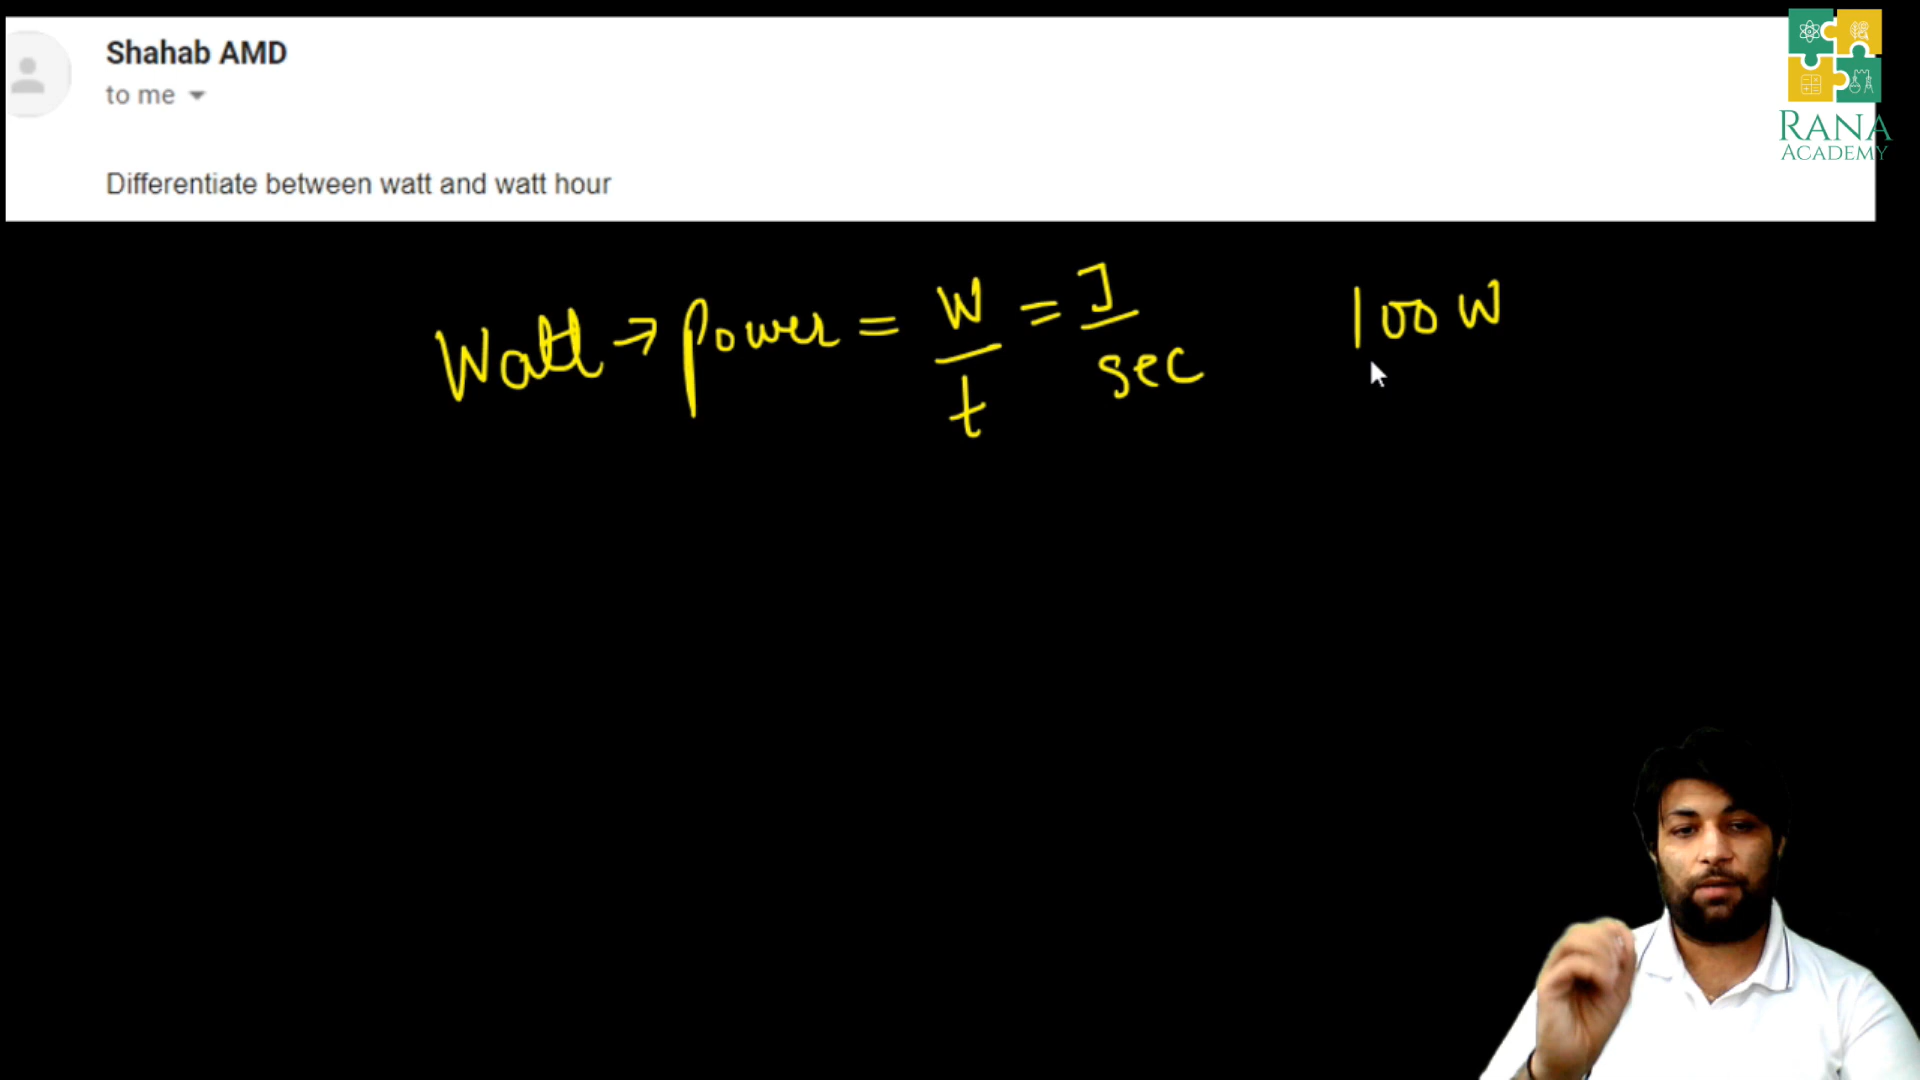 Shahab AMD
to me
Differentiate between watt and watt hour
RANA
ACADEMY
Watt → Power = W/t = J/sec
100 W